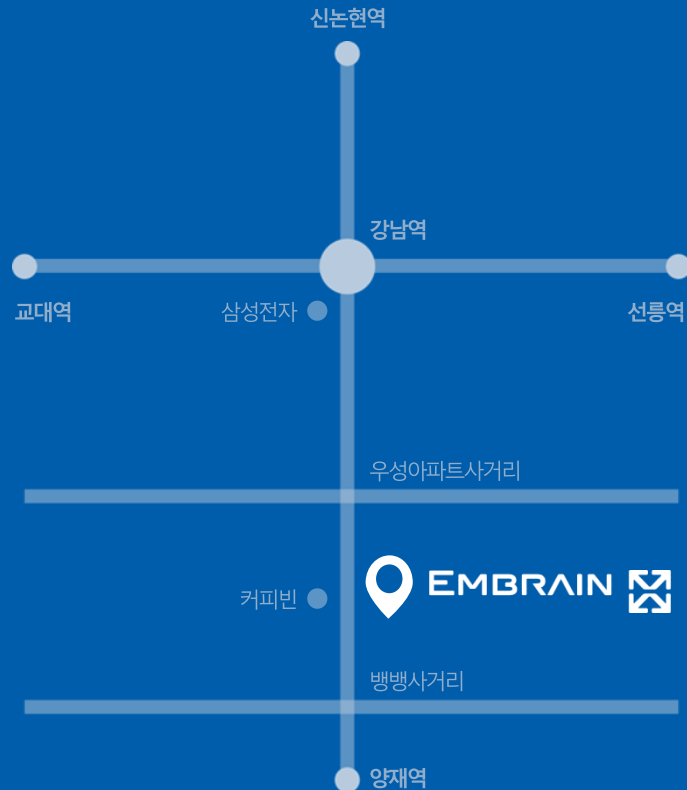 신논현역
강남역
교대역
삼성전자
선릉역
우성아파트사거리
EMBRAIN
커피빈
뱅뱅사거리
양재역